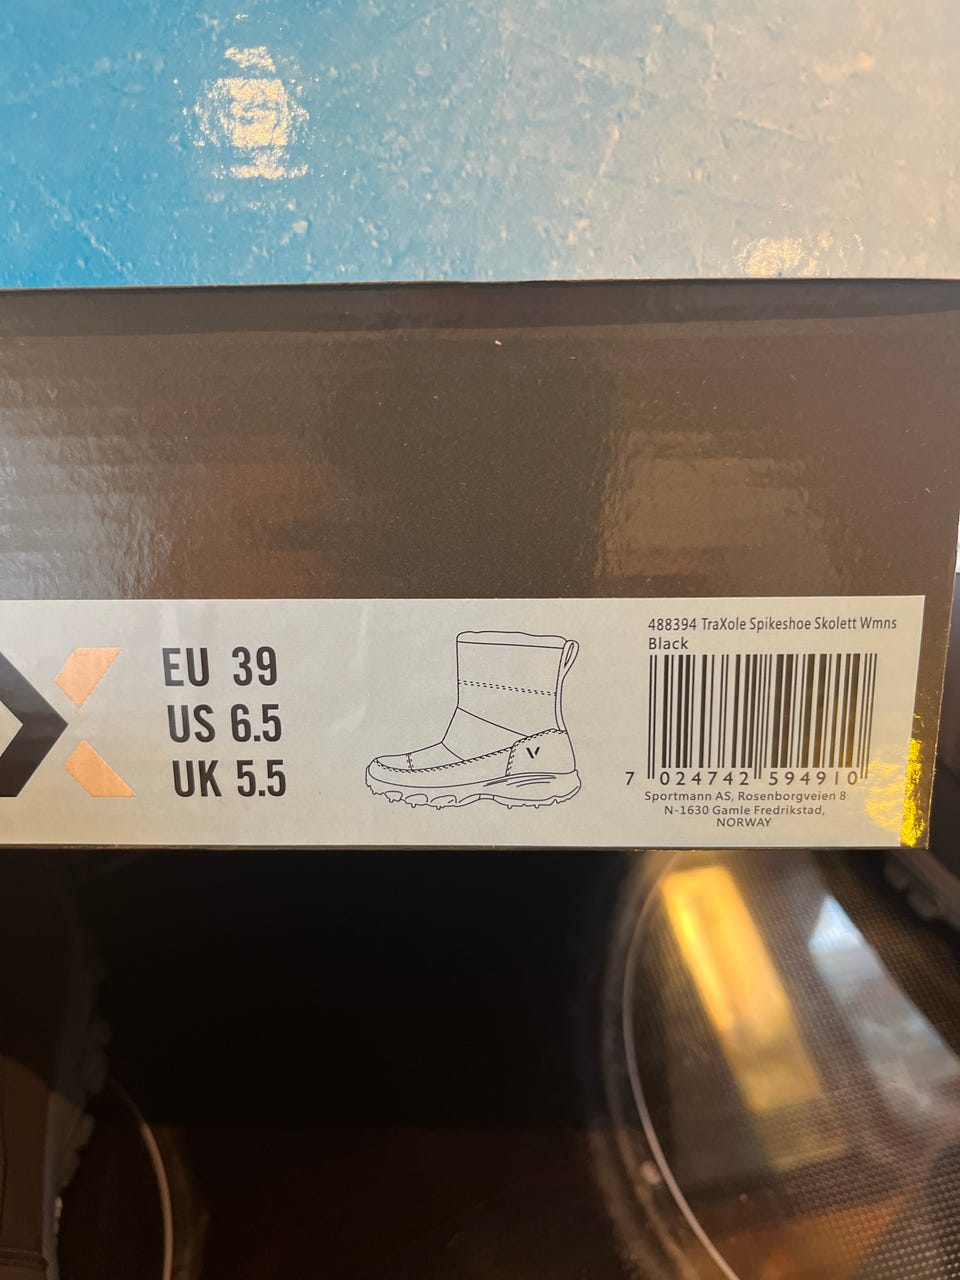 EU 39
US 6.5
UK 5.5
488394 TraXole Spikeshoe Skolett Wmns
Black
7 024742 594910
Sportmann AS, Rosenborgveien 8
N-1630 Gamle Fredrikstad,
NORWAY